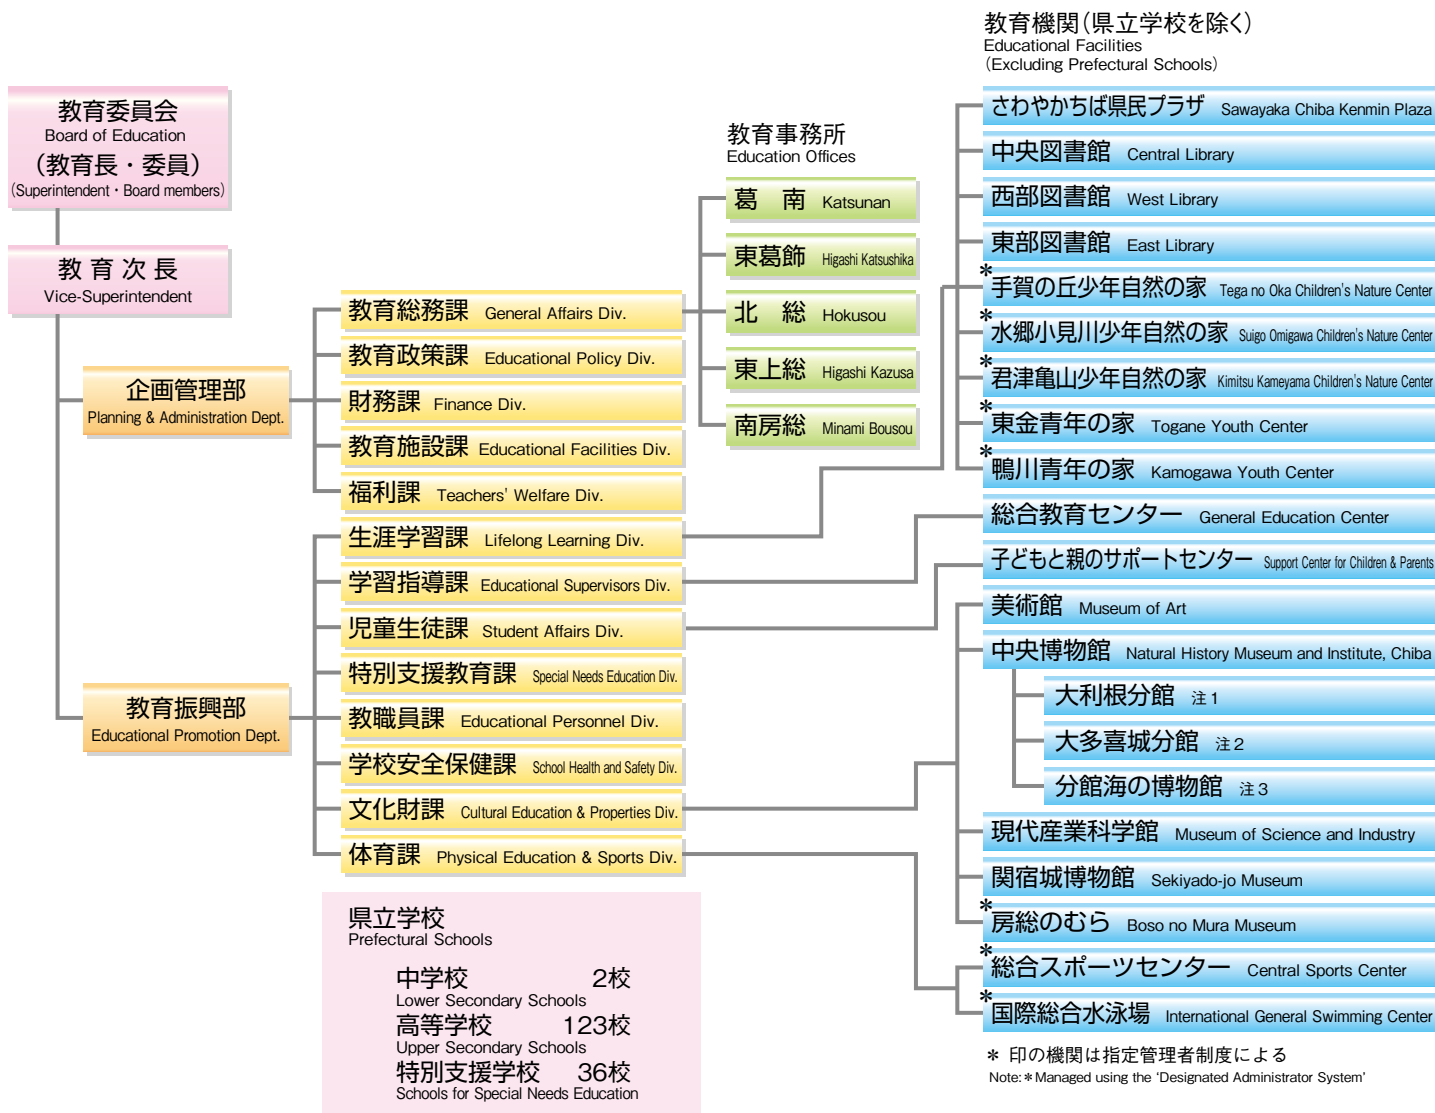 教育機関(県立学校を除く)
Educational Facilities
(Excluding Prefectural Schools)
教育委員会
Board of Education
(教育長・委員)
(Superintendent・Board members)
教育次長
Vice-Superintendent
企画管理部
Planning & Administration Dept.
教育振興部
Educational Promotion Dept.
教育総務課 General Affairs Div.
教育政策課 Educational Policy Div.
財務課 Finance Div.
教育施設課 Educational Facilities Div.
福利課 Teachers' Welfare Div.
生涯学習課 Lifelong Learning Div.
学習指導課 Educational Supervisors Div.
児童生徒課 Student Affairs Div.
特別支援教育課 Special Needs Education Div.
教職員課 Educational Personnel Div.
学校安全保健課 School Health and Safety Div.
文化財課 Cultural Education & Properties Div.
体育課 Physical Education & Sports Div.
教育事務所
Education Offices
葛南 Katsunan
東葛飾 Higashi Katsushika
北総 Hokusou
東上総 Higashi Kazusa
南房総 Minami Bousou
さわやかちば県民プラザ Sawayaka Chiba Kenmin Plaza
中央図書館 Central Library
西部図書館 West Library
東部図書館 East Library
*手賀の丘少年自然の家 Tega no Oka Children's Nature Center
*水郷小見川少年自然の家 Suigo Omigawa Children's Nature Center
*君津亀山少年自然の家 Kimitsu Kameyama Children's Nature Center
*東金青年の家 Togane Youth Center
*鴨川青年の家 Kamogawa Youth Center
総合教育センター General Education Center
子どもと親のサポートセンター Support Center for Children & Parents
美術館 Museum of Art
中央博物館 Natural History Museum and Institute, Chiba
大利根分館 注1
大多喜城分館 注2
分館海の博物館 注3
現代産業科学館 Museum of Science and Industry
関宿城博物館 Sekiyado-jo Museum
*房総のむら Boso no Mura Museum
*総合スポーツセンター Central Sports Center
*国際総合水泳場 International General Swimming Center
* 印の機関は指定管理者制度による
Note:*Managed using the 'Designated Administrator System'
県立学校
Prefectural Schools
中学校 2校
Lower Secondary Schools
高等学校 123校
Upper Secondary Schools
特別支援学校 36校
Schools for Special Needs Education